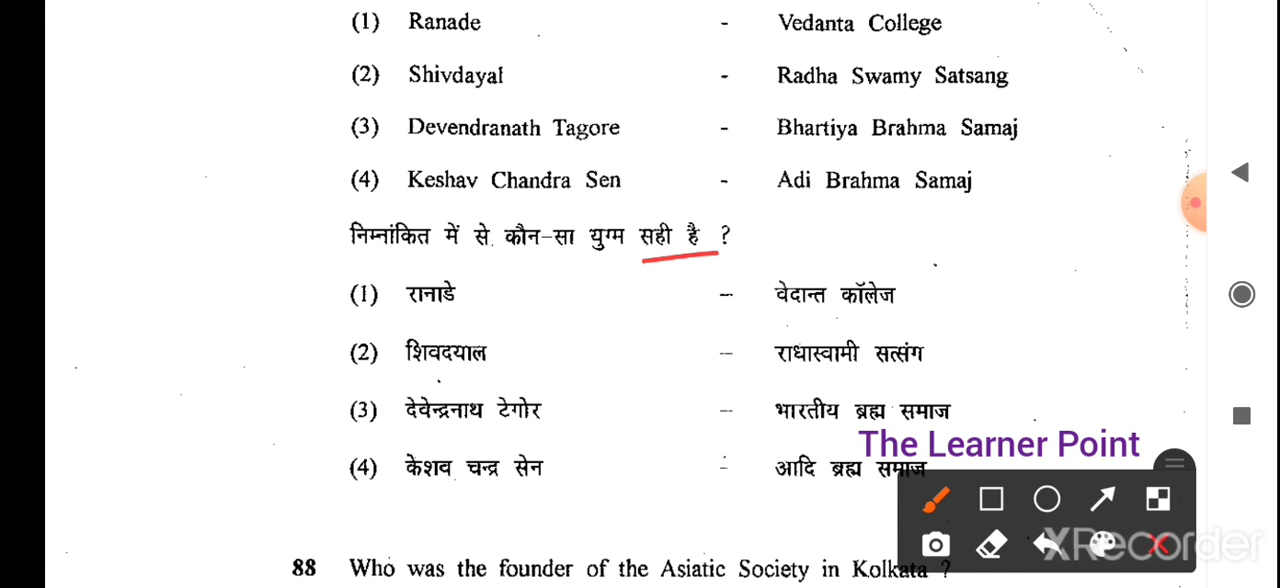 (1) Ranade - Vedanta College
(2) Shivdayal - Radha Swamy Satsang
(3) Devendranath Tagore - Bhartiya Brahma Samaj
(4) Keshav Chandra Sen - Adi Brahma Samaj
निम्नांकित में से कौन-सा युग्म सही है ?
(1) रानाडे – वेदान्त कॉलेज
(2) शिवदयाल – राधास्वामी सत्संग
(3) देवेन्द्रनाथ टेगोर – भारतीय ब्रह्म समाज
The Learner Point
(4) केशव चन्द्र सेन - आदि ब्रह्म समाज
XRecorder
88 Who was the founder of the Asiatic Society in Kolkata ?